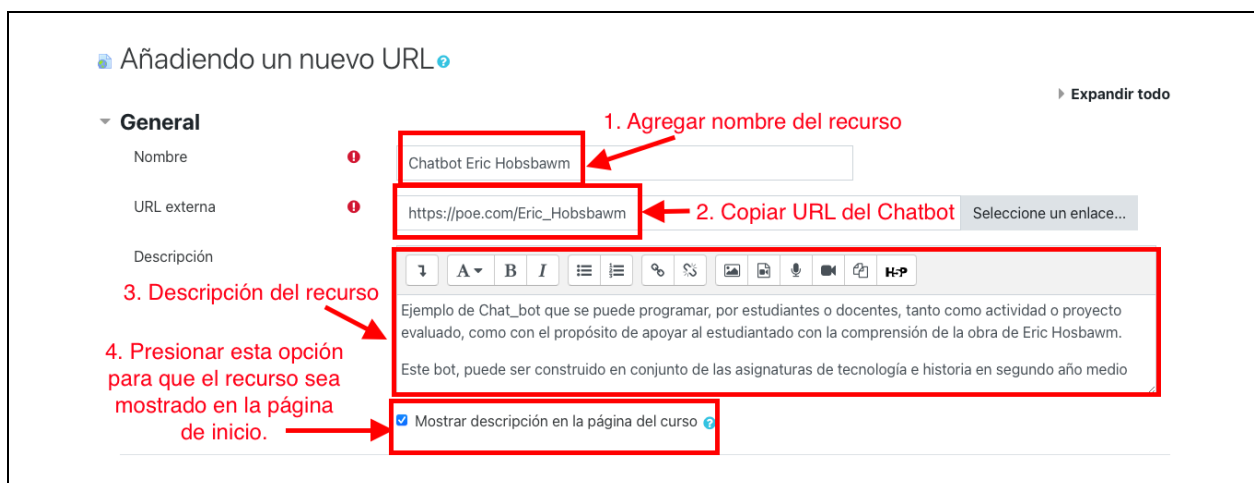 Añadiendo un nuevo URL
Expandir todo
General
1. Agregar nombre del recurso
Nombre
Chatbot Eric Hobsbawm
URL externa
https://poe.com/Eric_Hobsbawm
2. Copiar URL del Chatbot
Seleccione un enlace...
Descripción
A B I
H-P
3. Descripción del recurso
Ejemplo de Chat_bot que se puede programar, por estudiantes o docentes, tanto como actividad o proyecto
evaluado, como con el propósito de apoyar al estudiantado con la comprensión de la obra de Eric Hosbawm.
Este bot, puede ser construido en conjunto de las asignaturas de tecnología e historia en segundo año medio
4. Presionar esta opción
para que el recurso sea
mostrado en la página
de inicio.
Mostrar descripción en la página del curso